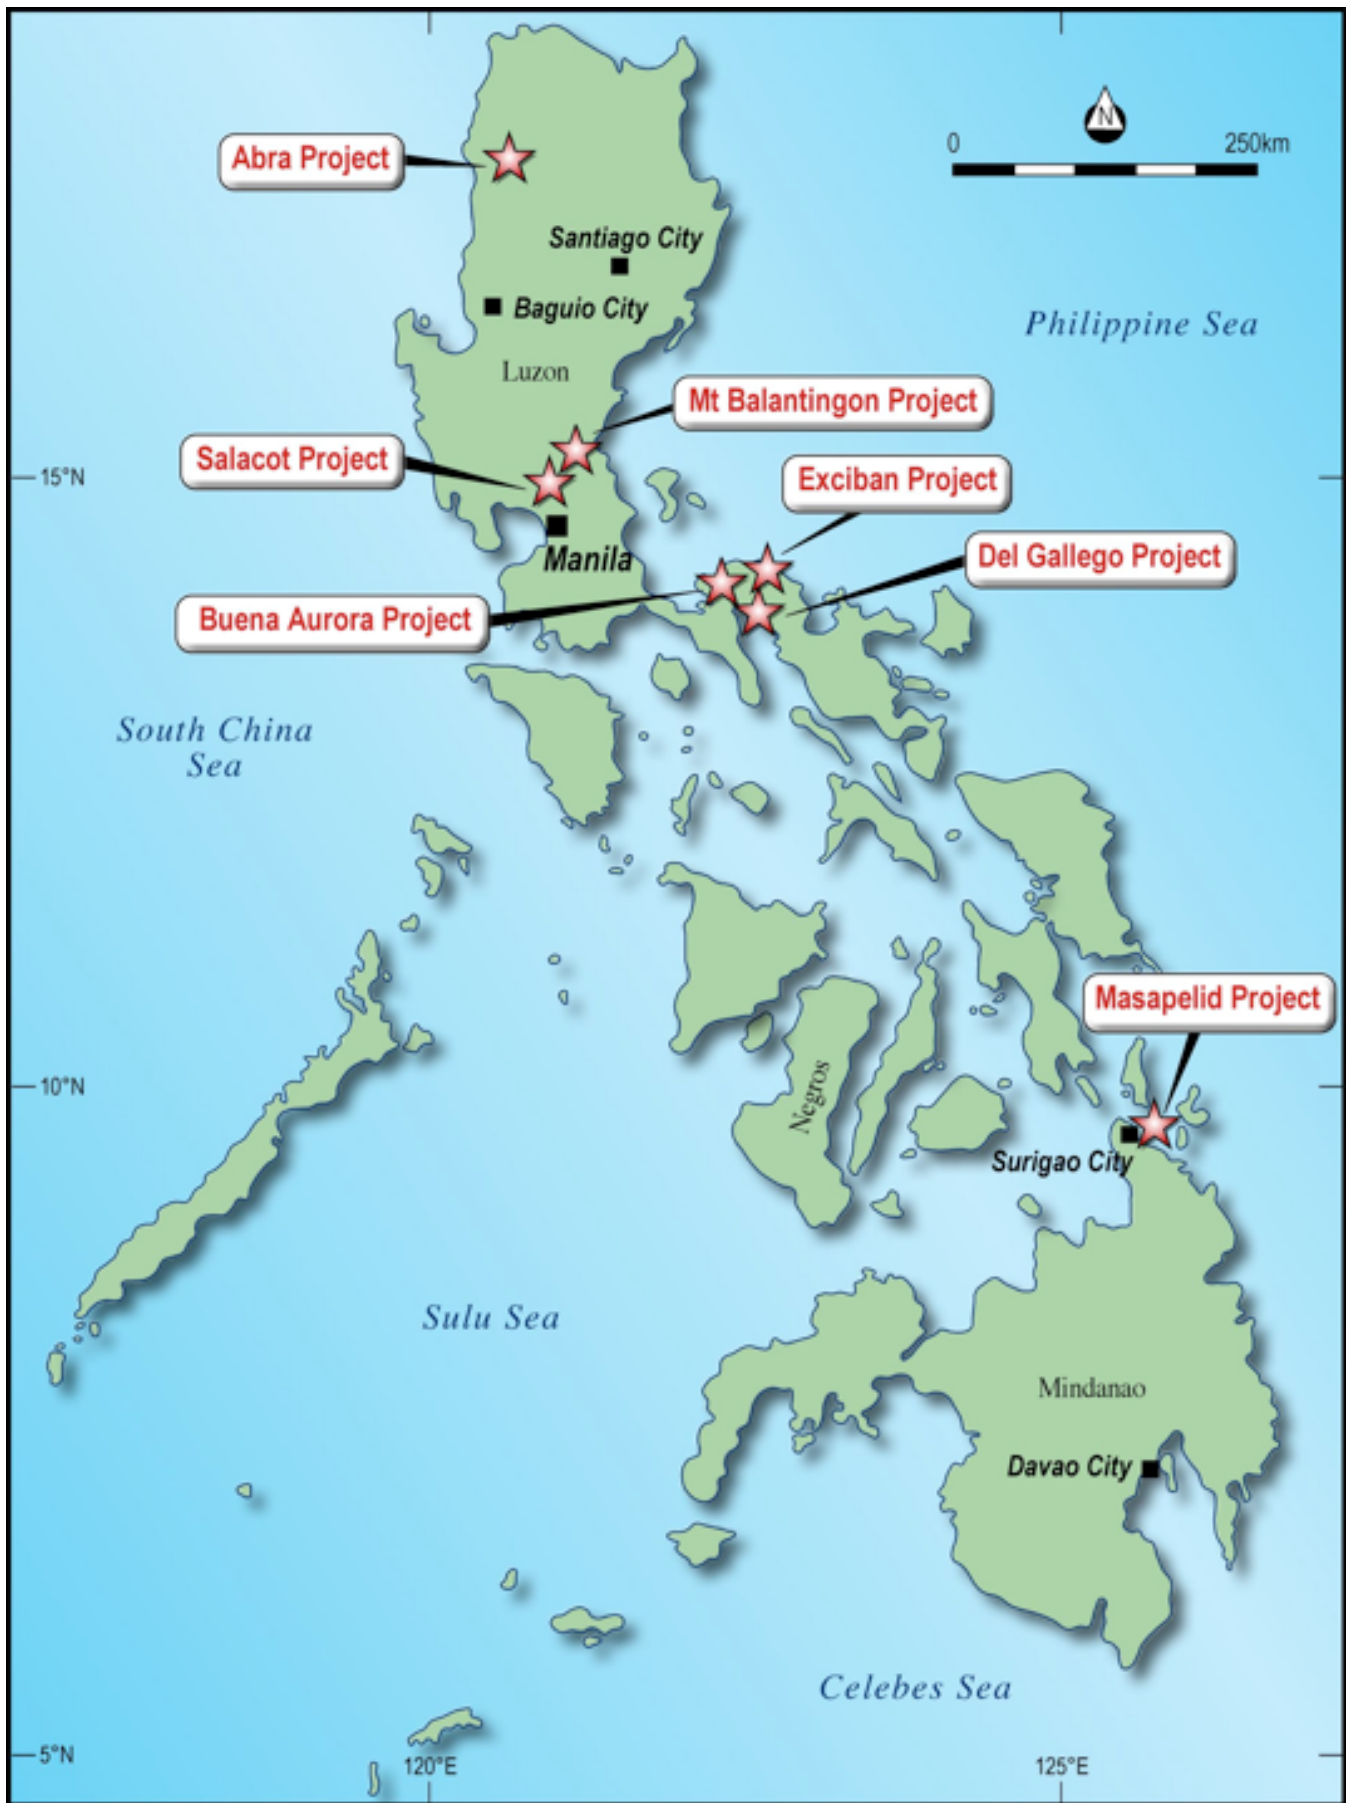 N
0 250km
Abra Project
Santiago City
Baguio City
Philippine Sea
Luzon
Mt Balantingon Project
Salacot Project
15°N
Exciban Project
Manila
Del Gallego Project
Buena Aurora Project
South China
Sea
Masapelid Project
10°N
Negros
Surigao City
Sulu Sea
Mindanao
Davao City
Celebes Sea
5°N
120°E
125°E